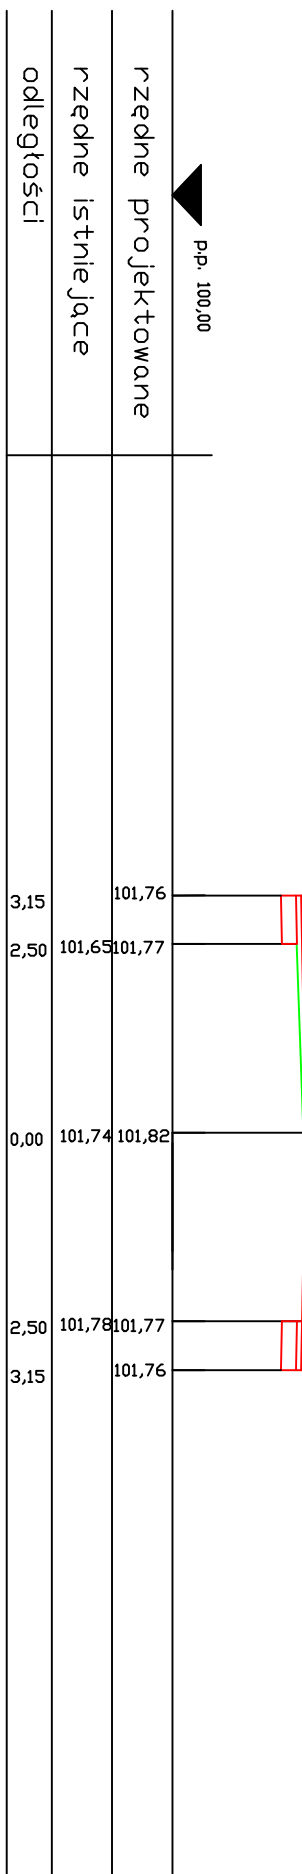 p.p. 100,00
rzędne projektowane
rzędne istniejące
odległości
3,15 101,76
2,50 101,65 101,77
0,00 101,74 101,82
2,50 101,78 101,77
3,15 101,76